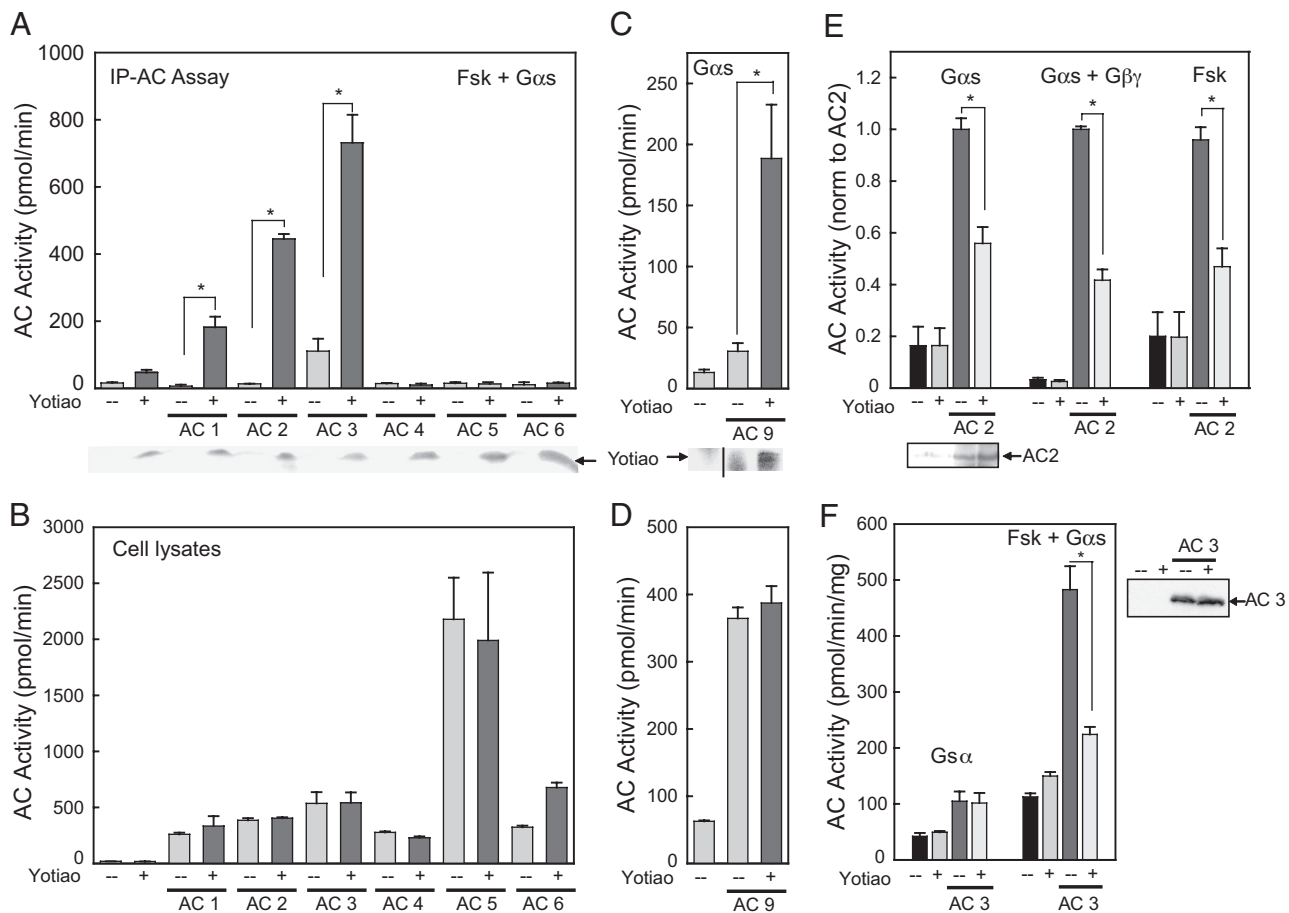 A
AC Activity (pmol/min)
1000
800
600
400
200
0
IP-AC Assay
Fsk + Gαs
*
*
*
Yotiao
-- + -- + -- + -- + -- + -- + -- +
AC 1 AC 2 AC 3 AC 4 AC 5 AC 6
Yotiao
B
AC Activity (pmol/min)
3000
2500
2000
1500
1000
500
0
Cell lysates
Yotiao
-- + -- + -- + -- + -- + -- + -- +
AC 1 AC 2 AC 3 AC 4 AC 5 AC 6
C
AC Activity (pmol/min)
250
200
150
100
50
0
Gαs
*
Yotiao
-- -- +
AC 9
D
AC Activity (pmol/min)
500
400
300
200
100
0
Yotiao
-- -- +
AC 9
E
AC Activity (norm to AC2)
1.2
1.0
0.8
0.6
0.4
0.2
0
Gαs
Gαs + Gβγ
Fsk
*
*
*
Yotiao
-- + -- + -- + -- + -- + -- +
AC 2 AC 2 AC 2
AC2
F
AC Activity (pmol/min/mg)
600
500
400
300
200
100
0
Fsk + Gαs
*
Gsα
Yotiao
-- + -- + -- + -- +
AC 3 AC 3
AC 3
-- + -- +
AC 3